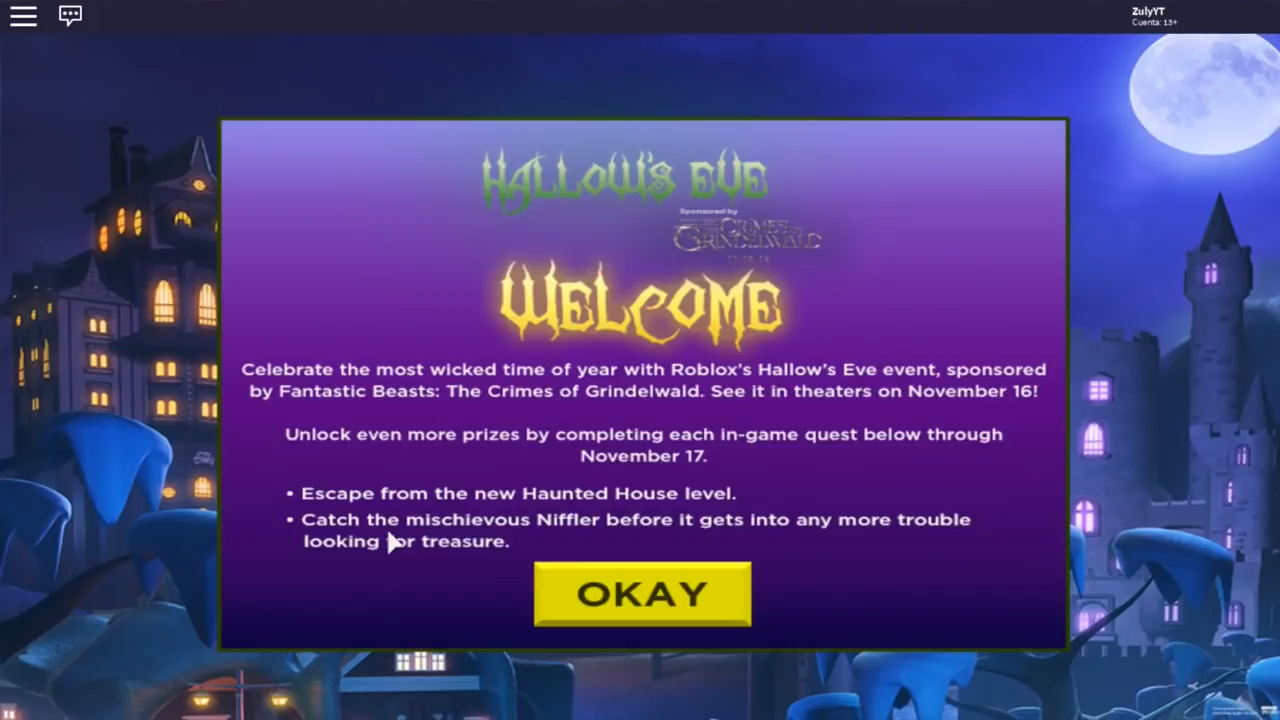 ZulyYT
Cuenta: 13+
HALLOW'S EVE
Sponsored by
CRIMES OF
GRINDELWALD
WELCOME
Celebrate the most wicked time of year with Roblox's Hallow's Eve event, sponsored
by Fantastic Beasts: The Crimes of Grindelwald. See it in theaters on November 16!
Unlock even more prizes by completing each in-game quest below through
November 17.
• Escape from the new Haunted House level.
• Catch the mischievous Niffler before it gets into any more trouble
looking for treasure.
OKAY